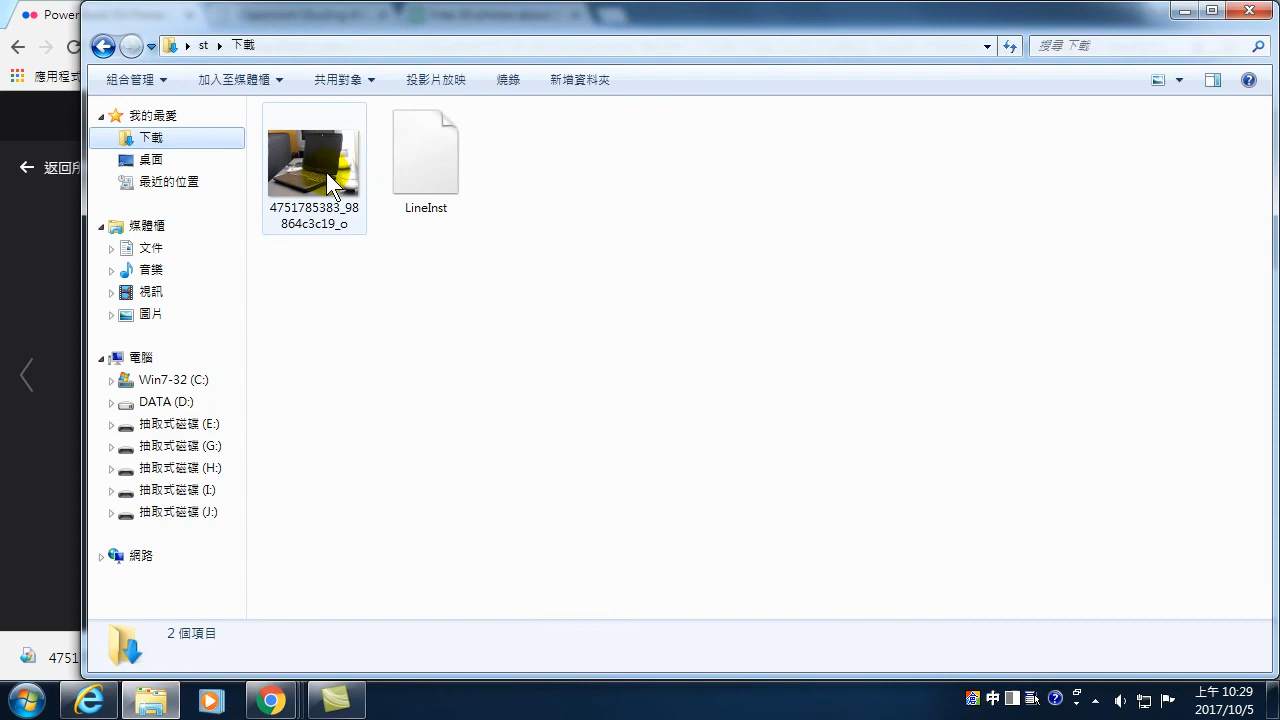 Power
應用程式
返回所
4751
st ▸ 下載
搜尋 下載
組合管理 加入至媒體櫃 共用對象 投影片放映 燒錄 新增資料夾
我的最愛
下載
桌面
最近的位置
媒體櫃
文件
音樂
視訊
圖片
電腦
Win7-32 (C:)
DATA (D:)
抽取式磁碟 (E:)
抽取式磁碟 (G:)
抽取式磁碟 (H:)
抽取式磁碟 (I:)
抽取式磁碟 (J:)
網路
4751785383_98
864c3c19_o
LineInst
2 個項目
中
上午 10:29
2017/10/5